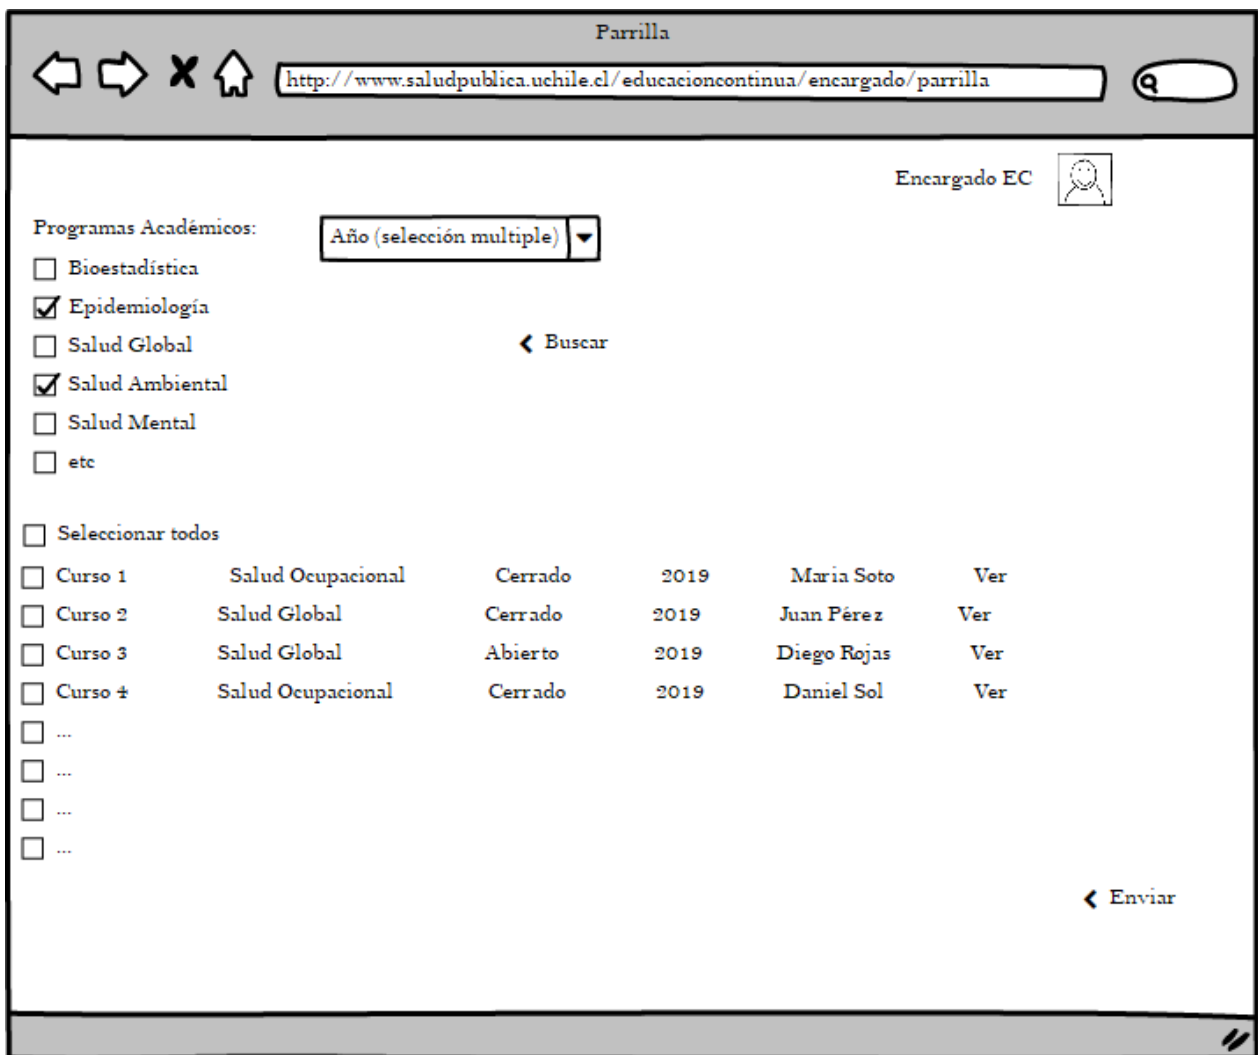 Parrilla
http://www.saludpublica.uchile.cl/educacioncontinua/encargado/parrilla
Encargado EC
Programas Académicos:
Año (selección multiple)
Bioestadística
Epidemiología
Salud Global
Buscar
Salud Ambiental
Salud Mental
etc
Seleccionar todos
Curso 1 Salud Ocupacional Cerrado 2019 Maria Soto Ver
Curso 2 Salud Global Cerrado 2019 Juan Pérez Ver
Curso 3 Salud Global Abierto 2019 Diego Rojas Ver
Curso 4 Salud Ocupacional Cerrado 2019 Daniel Sol Ver
...
...
...
...
Enviar